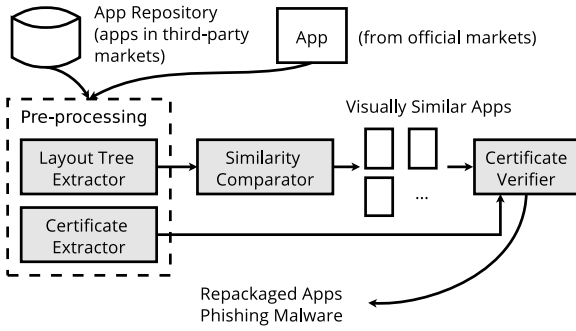 App Repository
(apps in third-party
markets)
App
(from official markets)
Pre-processing
Visually Similar Apps
Layout Tree
Extractor
Similarity
Comparator
...
Certificate
Verifier
Certificate
Extractor
Repackaged Apps
Phishing Malware